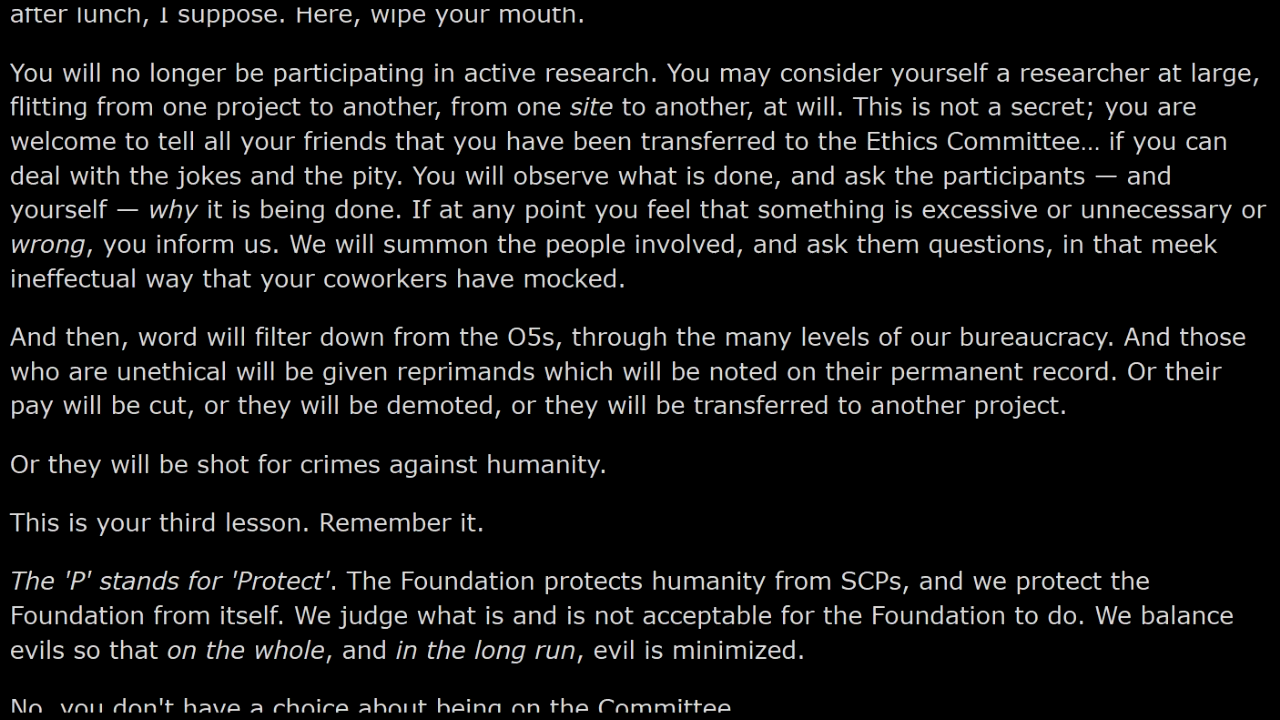 after lunch, I suppose. Here, wipe your mouth.
You will no longer be participating in active research. You may consider yourself a researcher at large,
flitting from one project to another, from one site to another, at will. This is not a secret; you are
welcome to tell all your friends that you have been transferred to the Ethics Committee… if you can
deal with the jokes and the pity. You will observe what is done, and ask the participants — and
yourself — why it is being done. If at any point you feel that something is excessive or unnecessary or
wrong, you inform us. We will summon the people involved, and ask them questions, in that meek
ineffectual way that your coworkers have mocked.
And then, word will filter down from the O5s, through the many levels of our bureaucracy. And those
who are unethical will be given reprimands which will be noted on their permanent record. Or their
pay will be cut, or they will be demoted, or they will be transferred to another project.
Or they will be shot for crimes against humanity.
This is your third lesson. Remember it.
The 'P' stands for 'Protect'. The Foundation protects humanity from SCPs, and we protect the
Foundation from itself. We judge what is and is not acceptable for the Foundation to do. We balance
evils so that on the whole, and in the long run, evil is minimized.
No, you don't have a choice about being on the Committee.